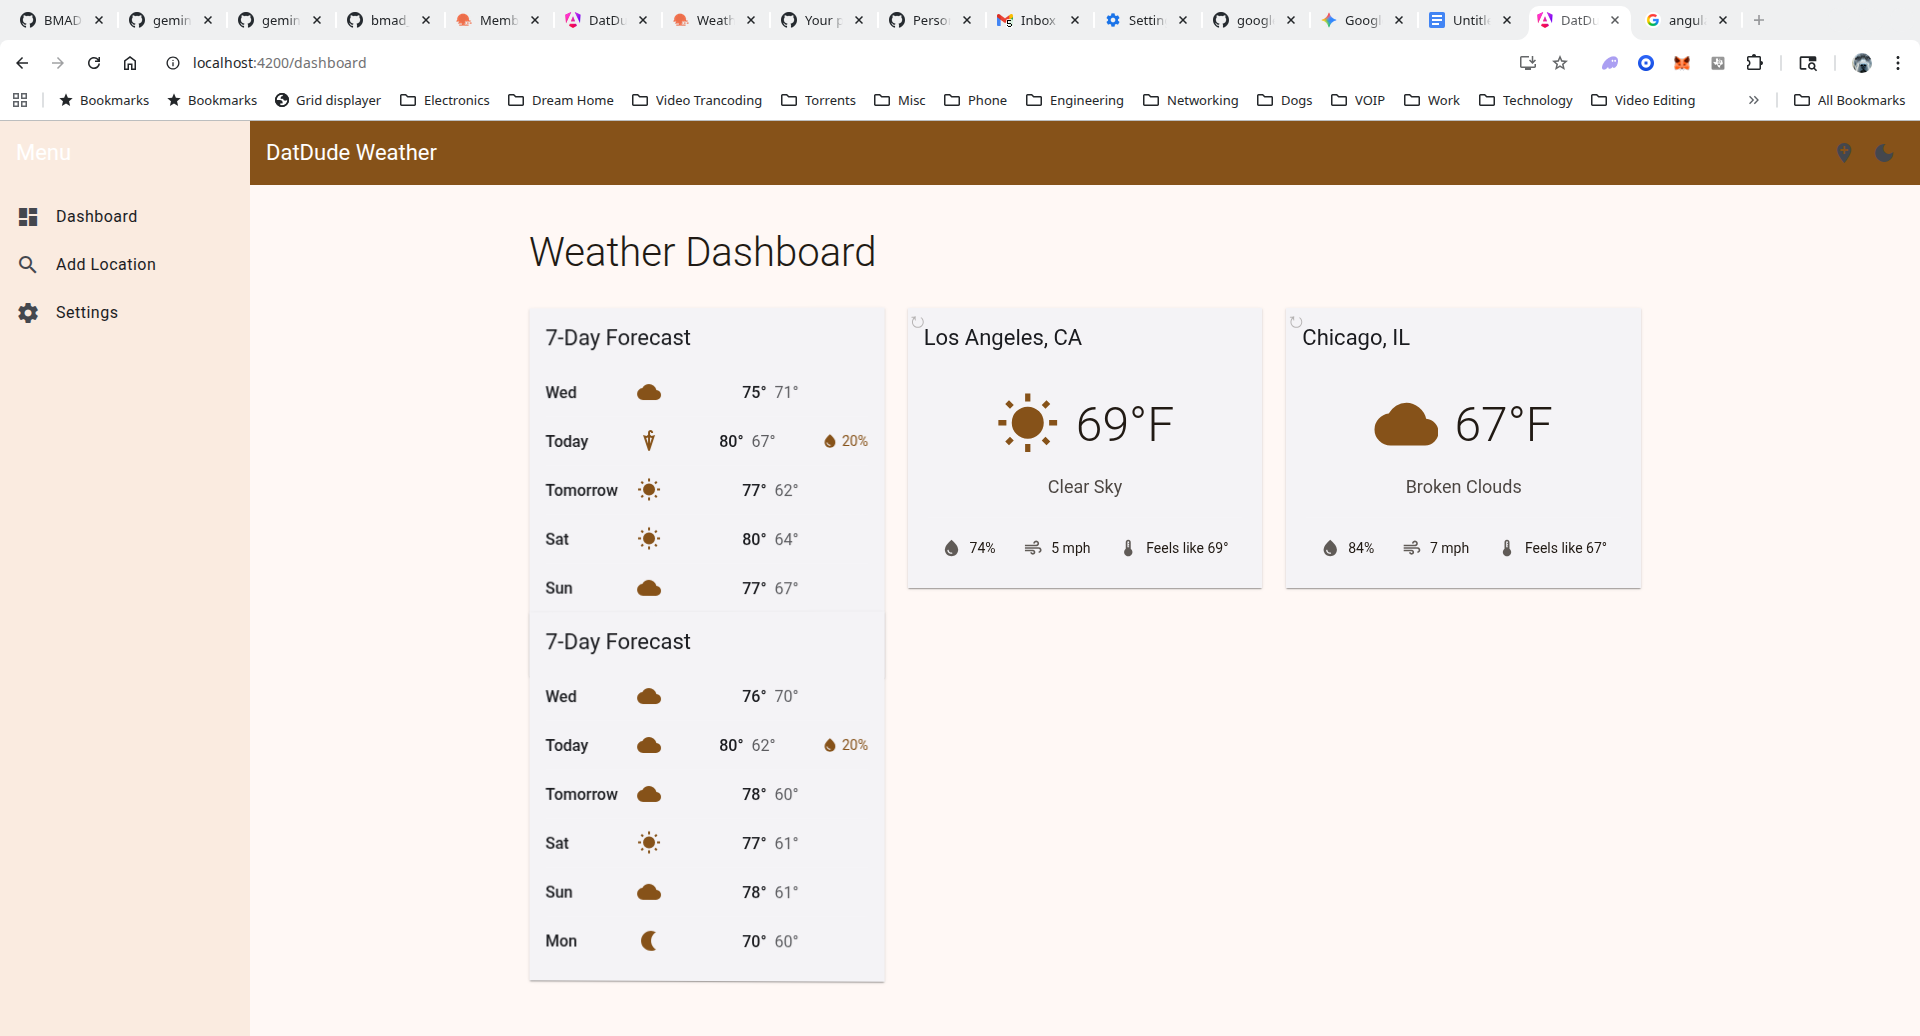 BMAD
gemin
gemin
bmad_
Memb
DatDu
Weath
Your p
Perso
Inbox
Settin
google
Googl
Untitl
DatDu
angul
localhost:4200/dashboard
Bookmarks
Bookmarks
Grid displayer
Electronics
Dream Home
Video Trancoding
Torrents
Misc
Phone
Engineering
Networking
Dogs
VOIP
Work
Technology
Video Editing
All Bookmarks
Menu
DatDude Weather
Dashboard
Add Location
Settings
Weather Dashboard
7-Day Forecast
Wed 75° 71°
Today 80° 67° 20%
Tomorrow 77° 62°
Sat 80° 64°
Sun 77° 67°
7-Day Forecast
Wed 76° 70°
Today 80° 62° 20%
Tomorrow 78° 60°
Sat 77° 61°
Sun 78° 61°
Mon 70° 60°
Los Angeles, CA
69°F
Clear Sky
74% 5 mph Feels like 69°
Chicago, IL
67°F
Broken Clouds
84% 7 mph Feels like 67°